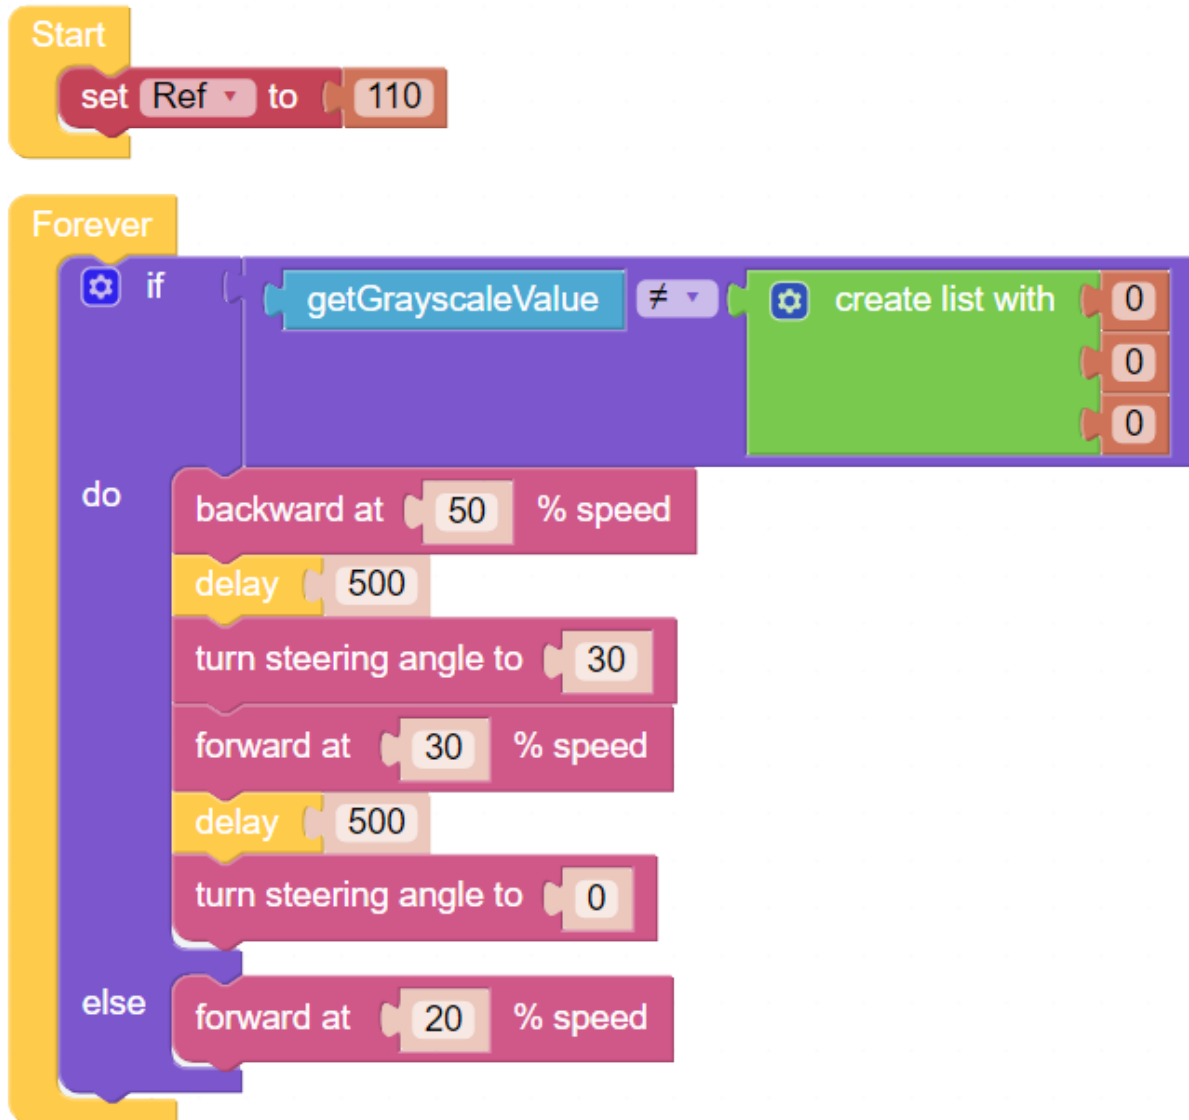 Start
set Ref to 110
Forever
if getGrayscaleValue ≠ create list with 0
0
0
do
backward at 50 % speed
delay 500
turn steering angle to 30
forward at 30 % speed
delay 500
turn steering angle to 0
else forward at 20 % speed